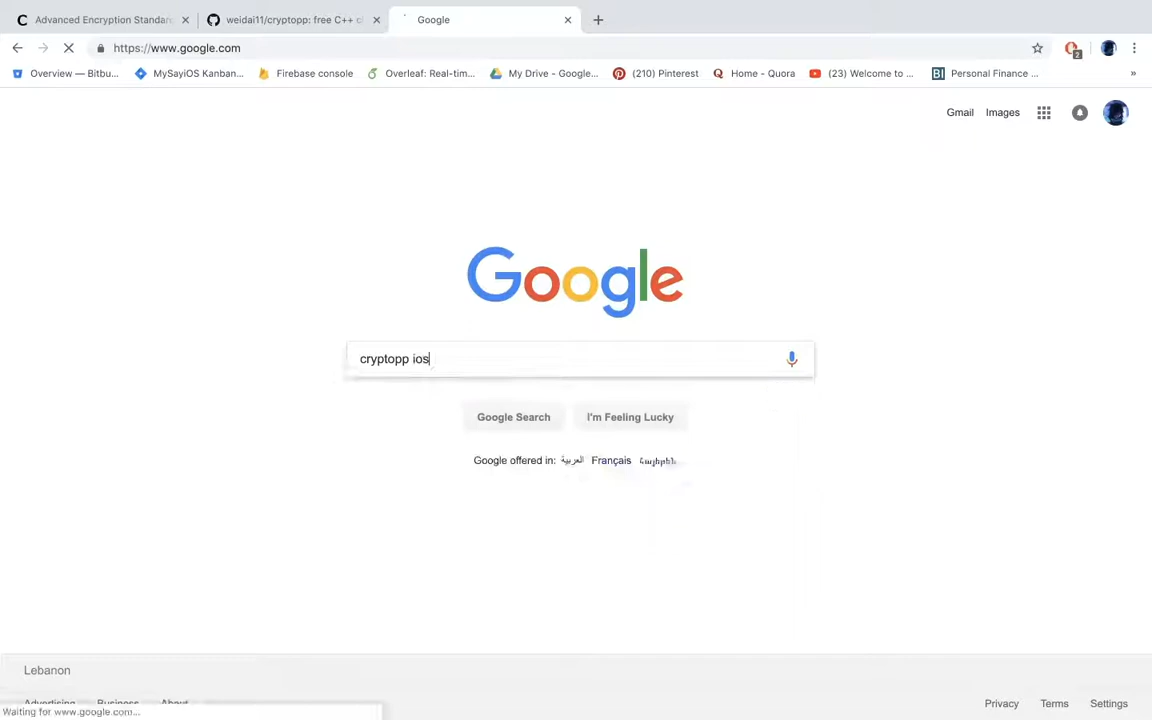 Advanced Encryption Standar
weidai11/cryptopp: free C++ cl
Google
https://www.google.com
2
Overview — Bitbu...
MySayiOS Kanban...
Firebase console
Overleaf: Real-tim...
My Drive - Google...
(210) Pinterest
Home - Quora
(23) Welcome to ...
BI Personal Finance ...
»
Gmail
Images
Google
cryptopp ios
Google Search
I'm Feeling Lucky
Google offered in: العربية Français հայերեն
Lebanon
Advertising
Business
About
Privacy
Terms
Settings
Waiting for www.google.com...